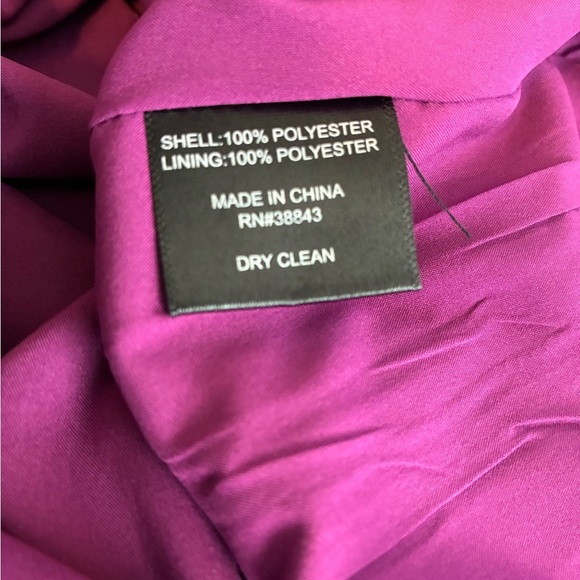 SHELL:100% POLYESTER
LINING:100% POLYESTER
MADE IN CHINA
RN#38843
DRY CLEAN